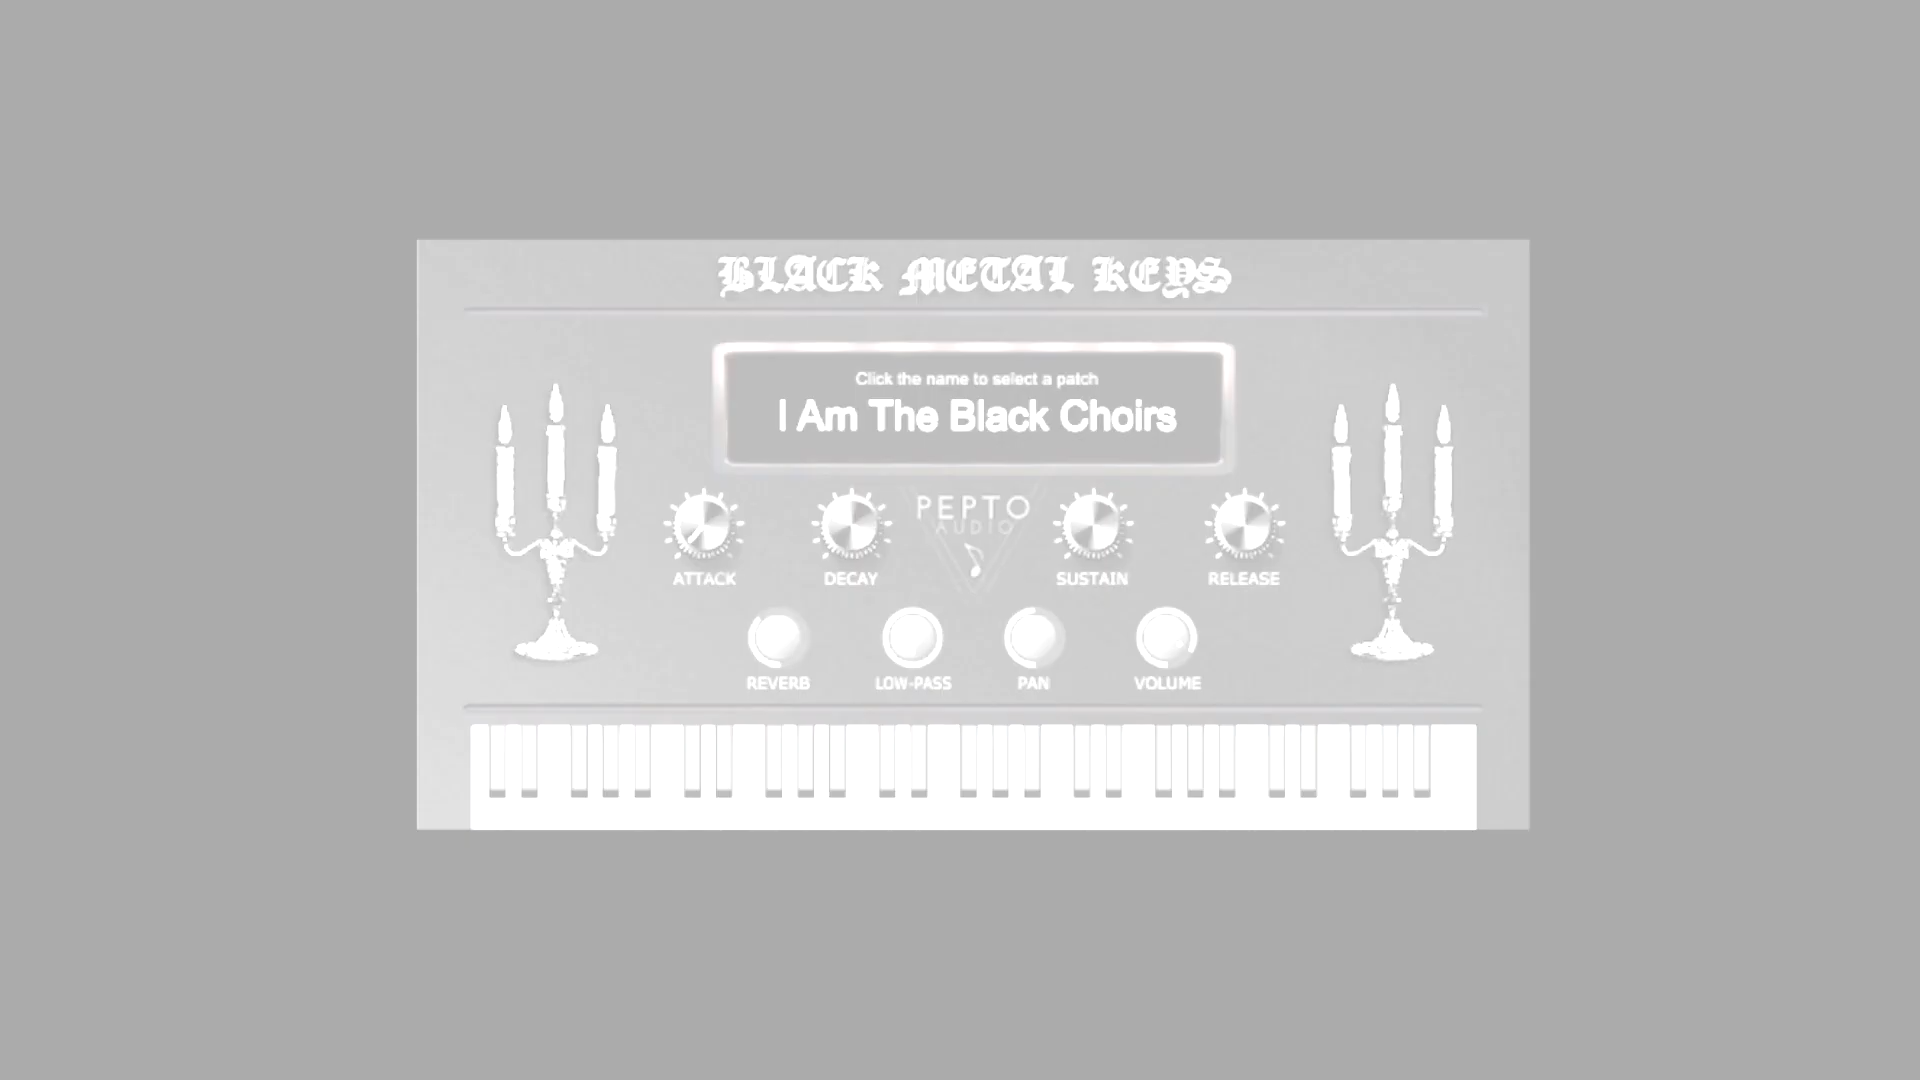 BLACK METAL KEYS
Click the name to select a patch
I Am The Black Choirs
PEPTO
AUDIO
ATTACK
DECAY
SUSTAIN
RELEASE
REVERB
LOW-PASS
PAN
VOLUME